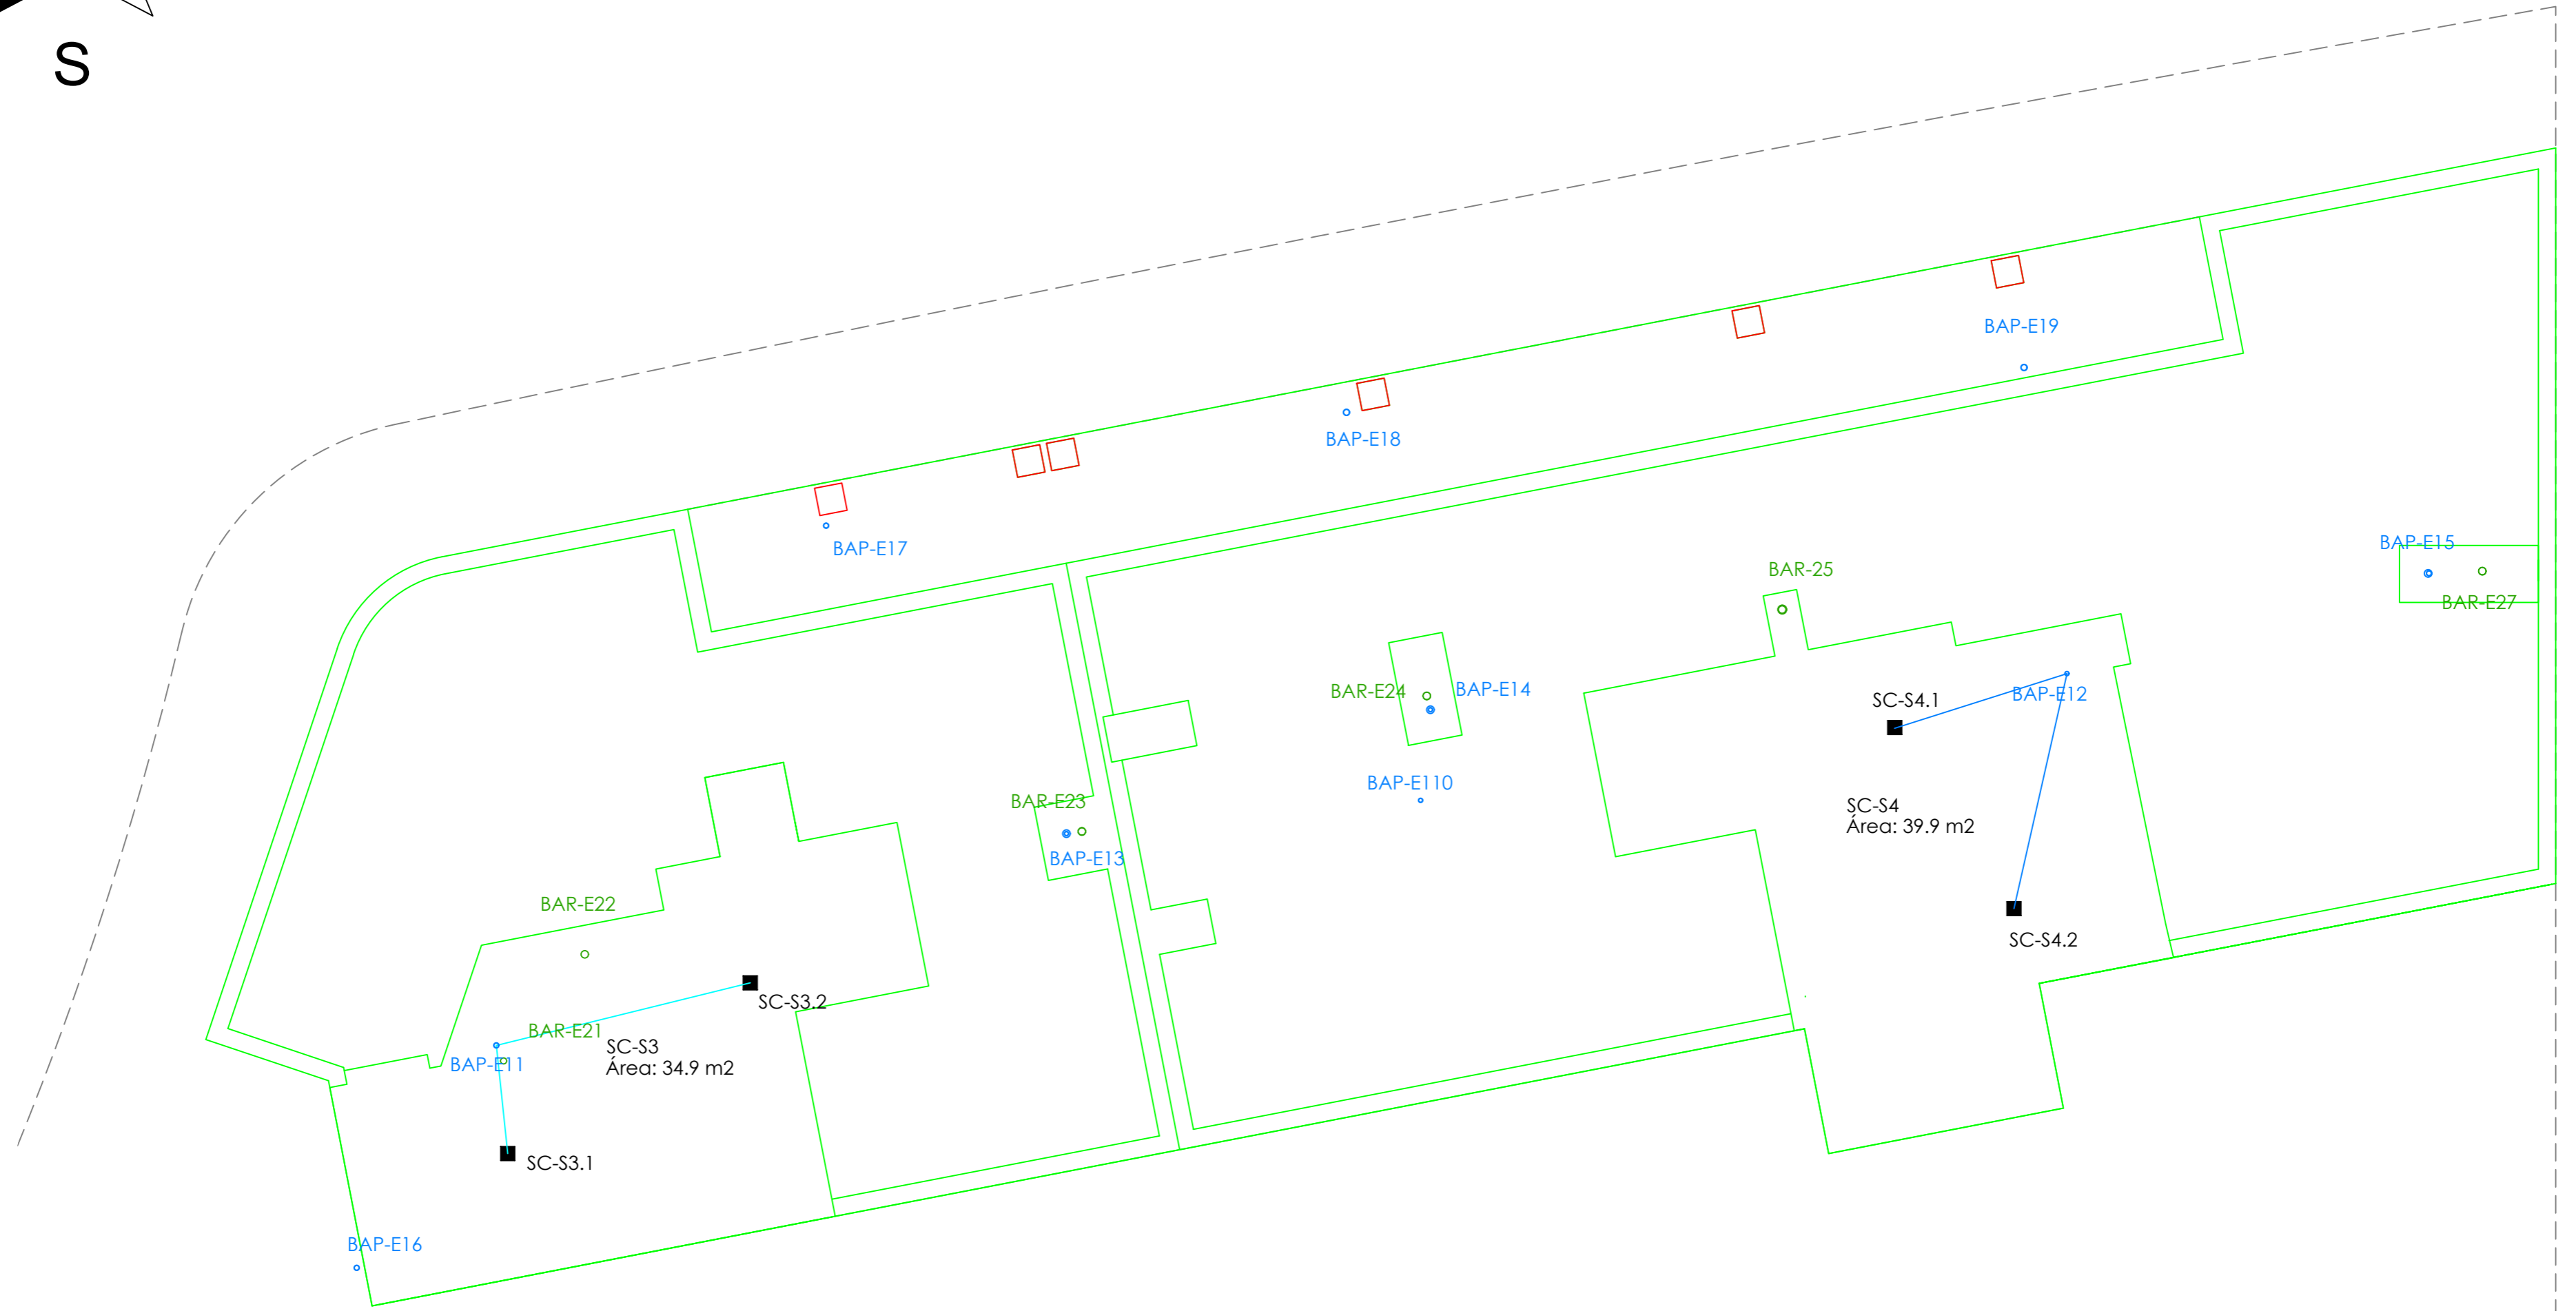 S
BAP-E19
BAP-E18
BAP-E17
BAP-E15
BAR-25
BAR-E27
BAR-E24
BAP-E14
BAP-E12
SC-S4.1
BAP-E110
BAR-E23
SC-S4
Área: 39.9 m2
BAP-E13
BAR-E22
SC-S4.2
SC-S3.2
BAR-E21
SC-S3
Área: 34.9 m2
BAP-E11
SC-S3.1
BAP-E16